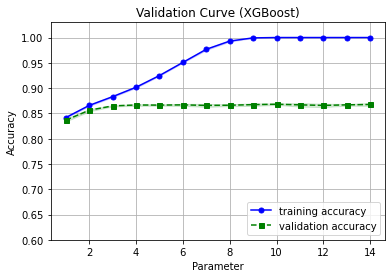 Validation Curve (XGBoost)
1.00
0.95
0.90
0.85
0.80
0.75
0.70
0.65
0.60
Accuracy
training accuracy
validation accuracy
2 4 6 8 10 12 14
Parameter